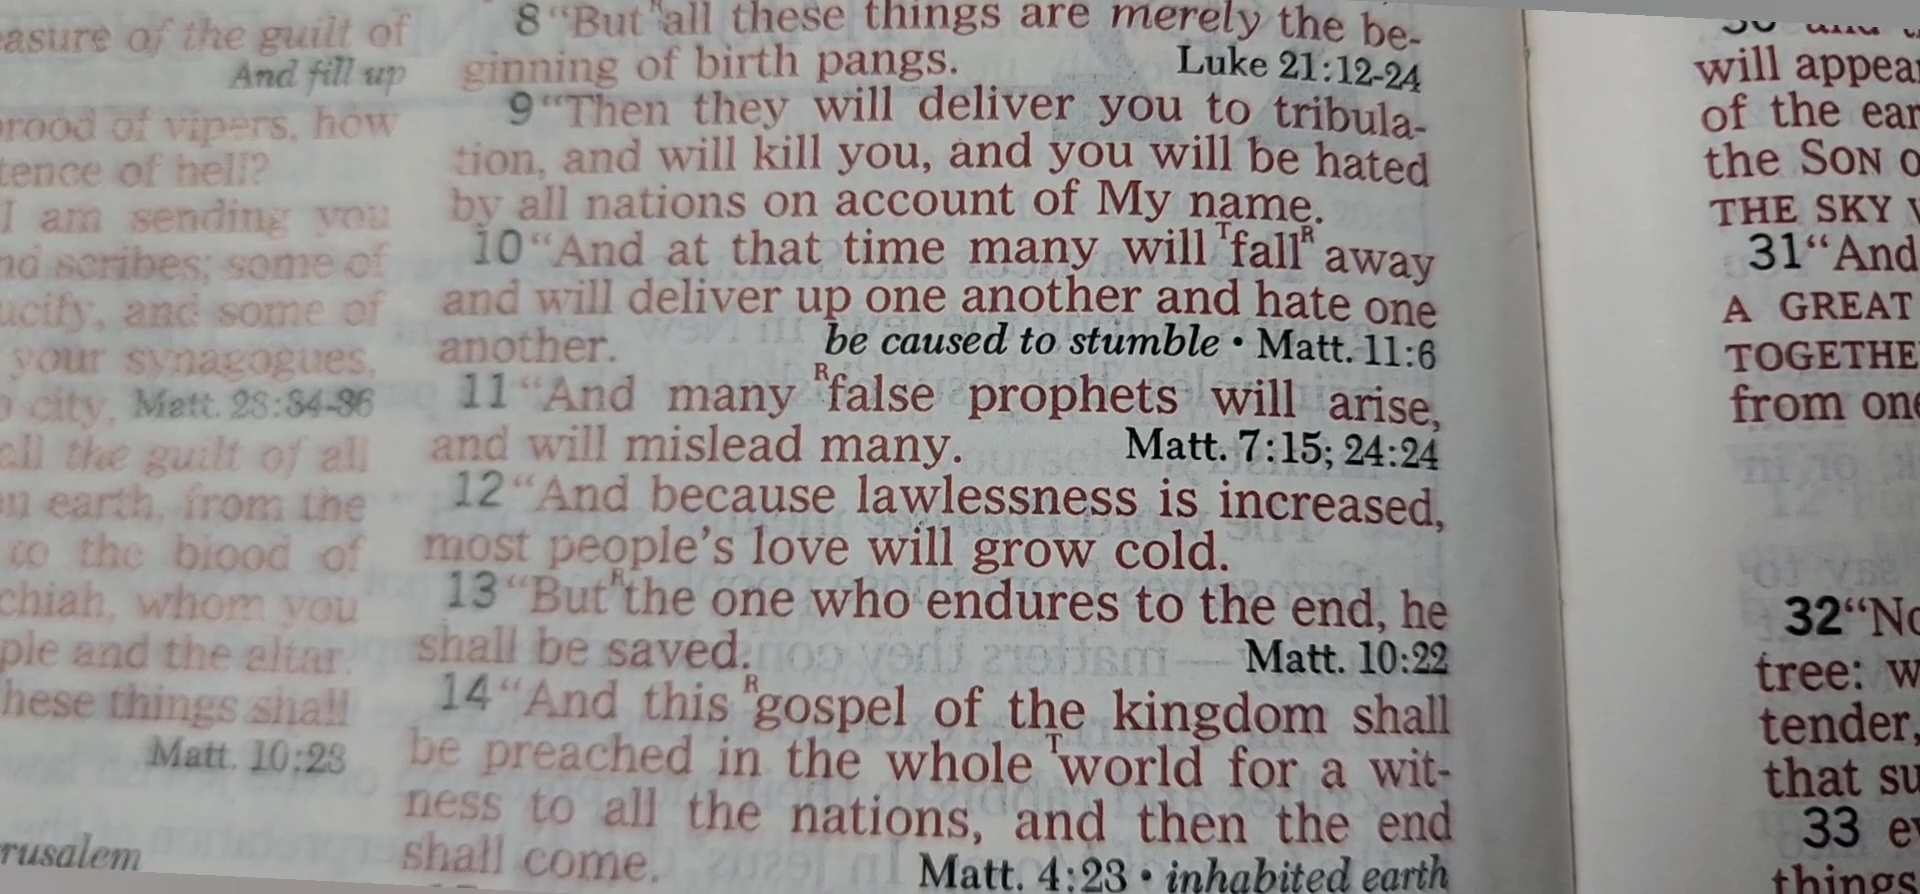 easure of the guilt of
And fill up
brood of vipers, how
tence of hell?
I am sending you
nd scribes; some of
ucify, and some of
your synagogues,
city, Matt. 23:34-36
all the guilt of all
on earth, from the
to the blood of
chiah, whom you
ple and the altar.
hese things shall
Matt. 10:23
rusalem
8 “But ᴿall these things are merely the be-
ginning of birth pangs. Luke 21:12-24
9 “Then they will deliver you to tribula-
tion, and will kill you, and you will be hated
by all nations on account of My name.
10 “And at that time many will ᵀfallᴿ away
and will deliver up one another and hate one
another. be caused to stumble • Matt. 11:6
11 “And many ᴿfalse prophets will arise,
and will mislead many. Matt. 7:15; 24:24
12 “And because lawlessness is increased,
most people’s love will grow cold.
13 “But ᴿthe one who endures to the end, he
shall be saved. Matt. 10:22
14 “And this ᴿgospel of the kingdom shall
be preached in the whole ᵀworld for a wit-
ness to all the nations, and then the end
shall come. Matt. 4:23 • inhabited earth
will appea
of the ear
the SON O
THE SKY
31 “And
A GREAT
TOGETHE
from one
32 “No
tree: w
tender,
that su
33 ev
things